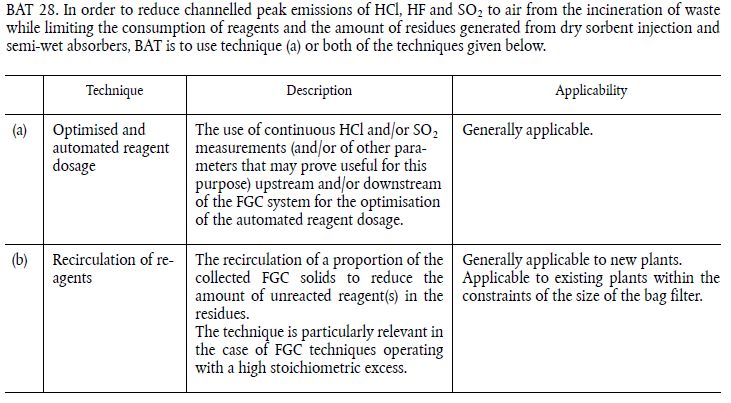 BAT 28. In order to reduce channelled peak emissions of HCl, HF and SO₂ to air from the incineration of waste
while limiting the consumption of reagents and the amount of residues generated from dry sorbent injection and
semi-wet absorbers, BAT is to use technique (a) or both of the techniques given below.
Technique
Description
Applicability
(a)
Optimised and
automated reagent
dosage
The use of continuous HCl and/or SO₂
measurements (and/or of other para-
meters that may prove useful for this
purpose) upstream and/or downstream
of the FGC system for the optimisation
of the automated reagent dosage.
Generally applicable.
(b)
Recirculation of re-
agents
The recirculation of a proportion of the
collected FGC solids to reduce the
amount of unreacted reagent(s) in the
residues.
The technique is particularly relevant in
the case of FGC techniques operating
with a high stoichiometric excess.
Generally applicable to new plants.
Applicable to existing plants within the
constraints of the size of the bag filter.